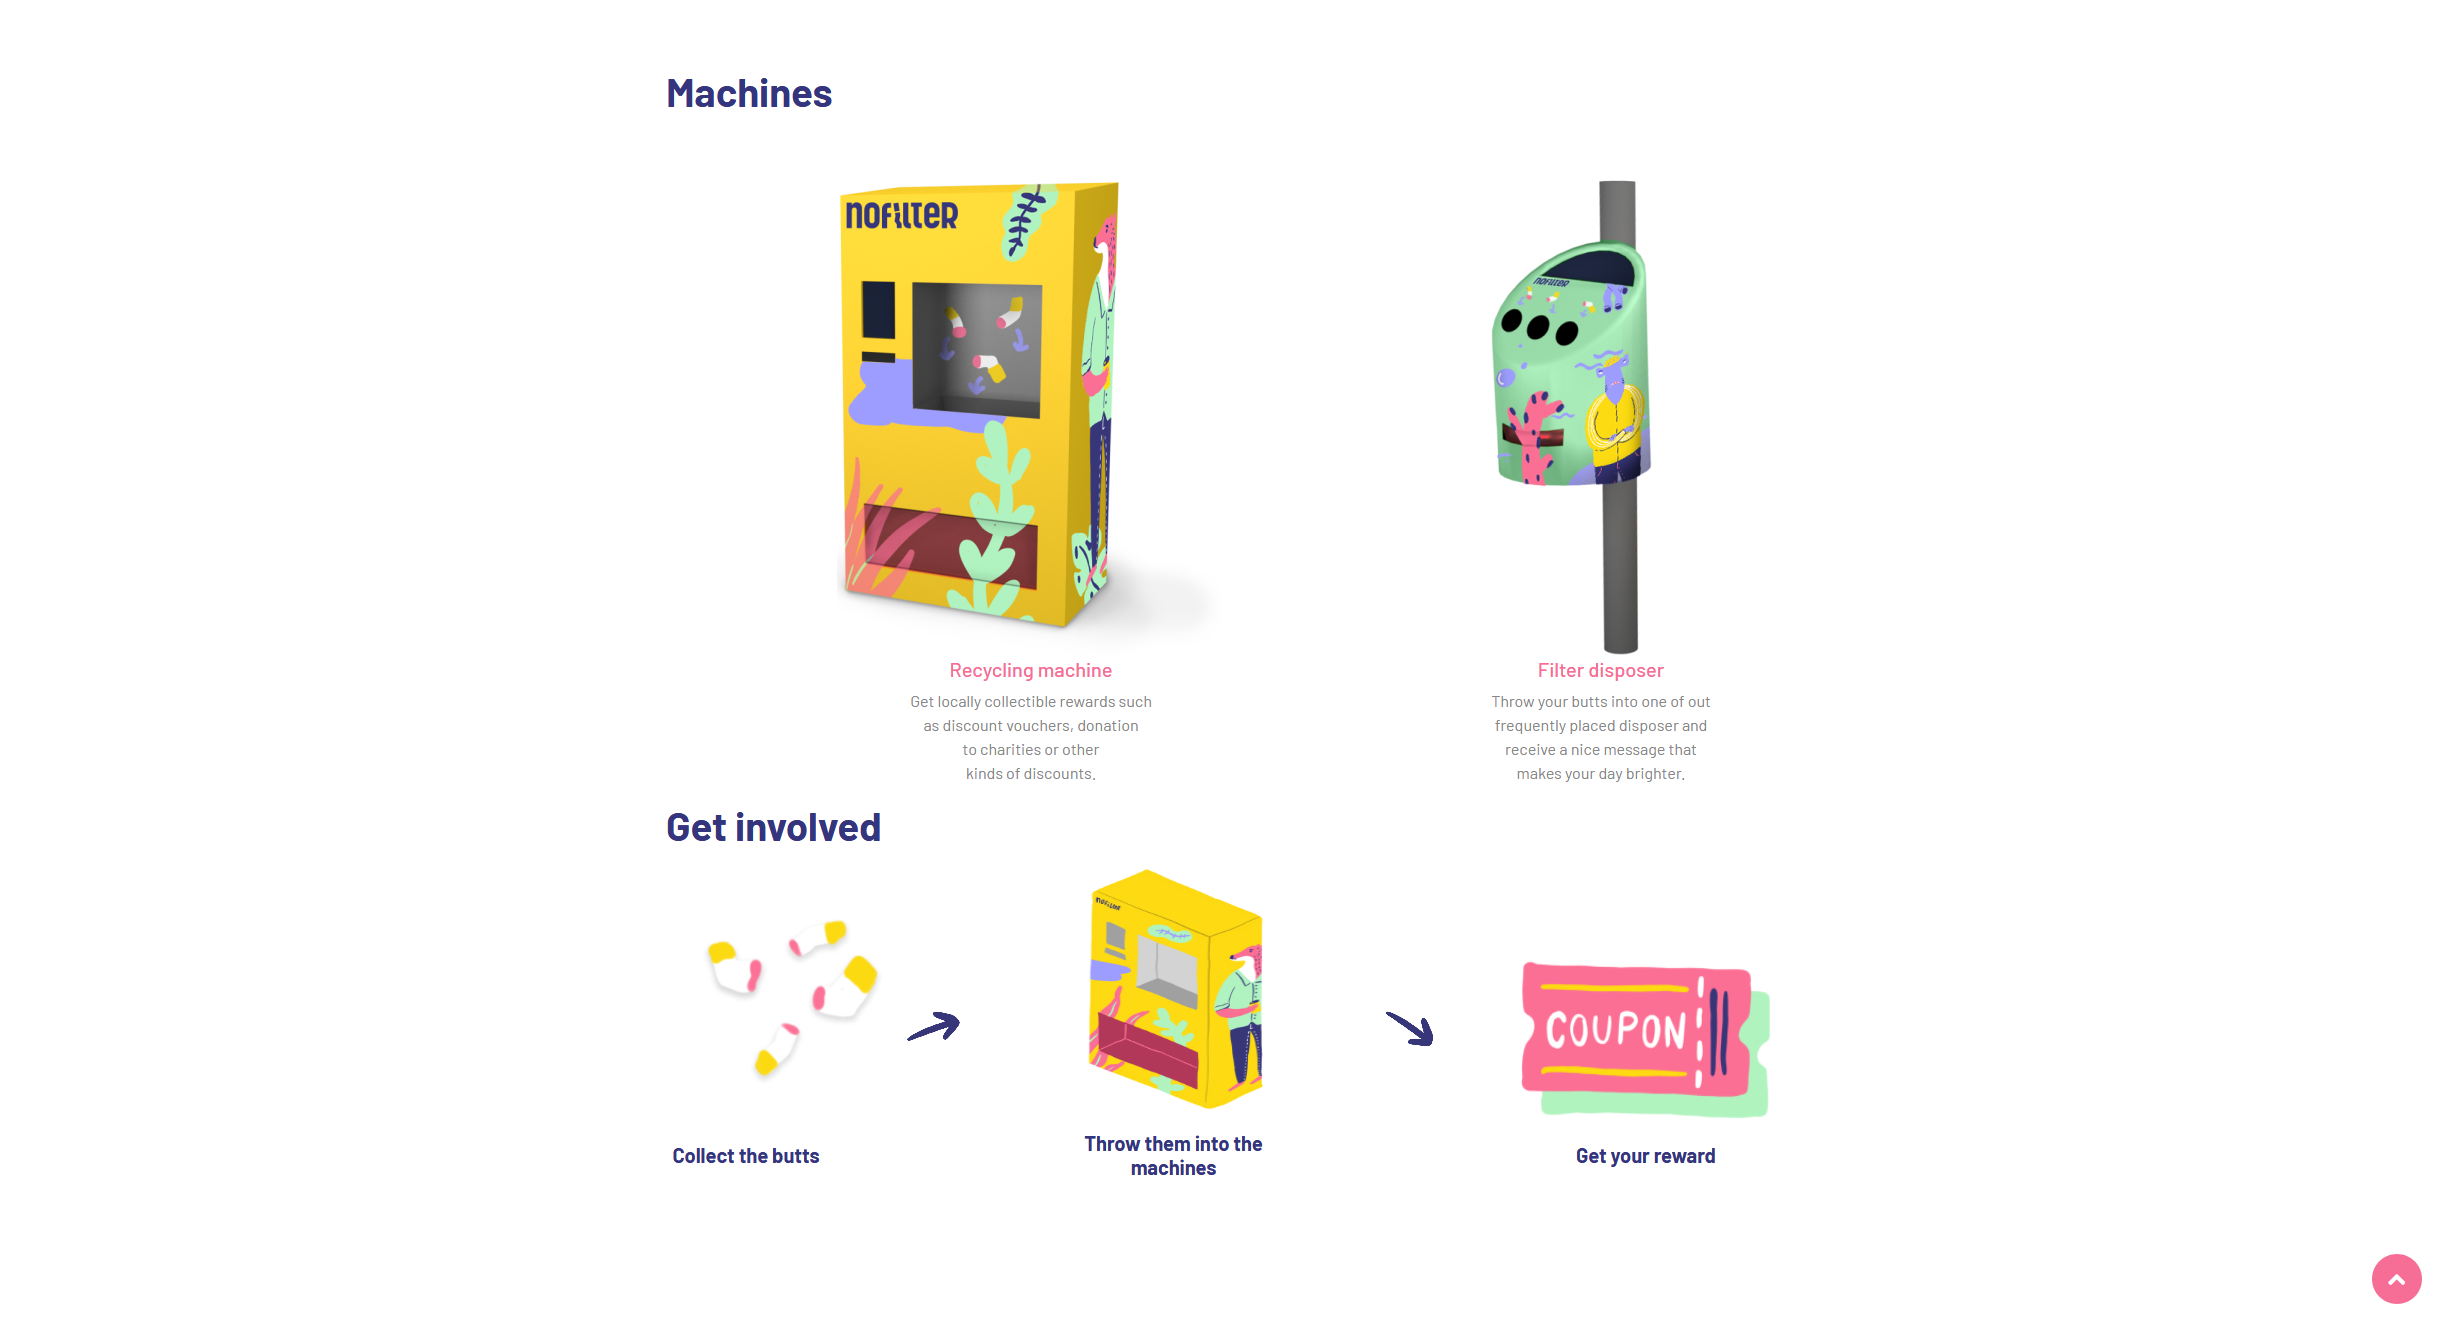 Machines
nofilter
nofilter
Recycling machine
Get locally collectible rewards such
as discount vouchers, donation
to charities or other
kinds of discounts.
Filter disposer
Throw your butts into one of out
frequently placed disposer and
receive a nice message that
makes your day brighter.
Get involved
nofilter
COUPON
Collect the butts
Throw them into the
machines
Get your reward